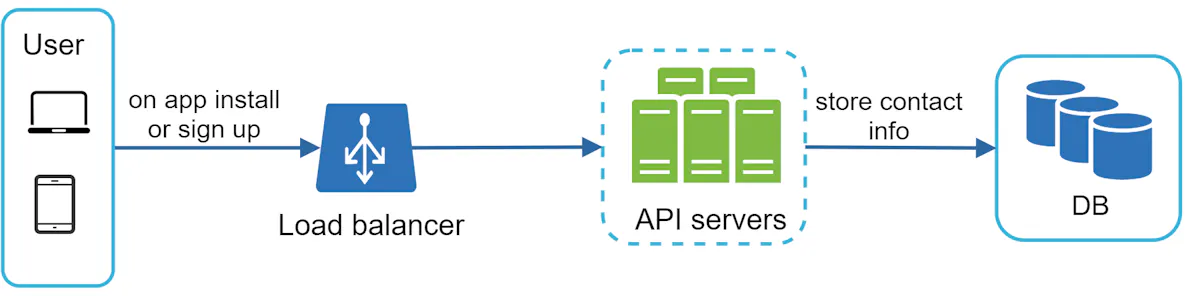 User
on app install
or sign up
Load balancer
API servers
store contact
info
DB